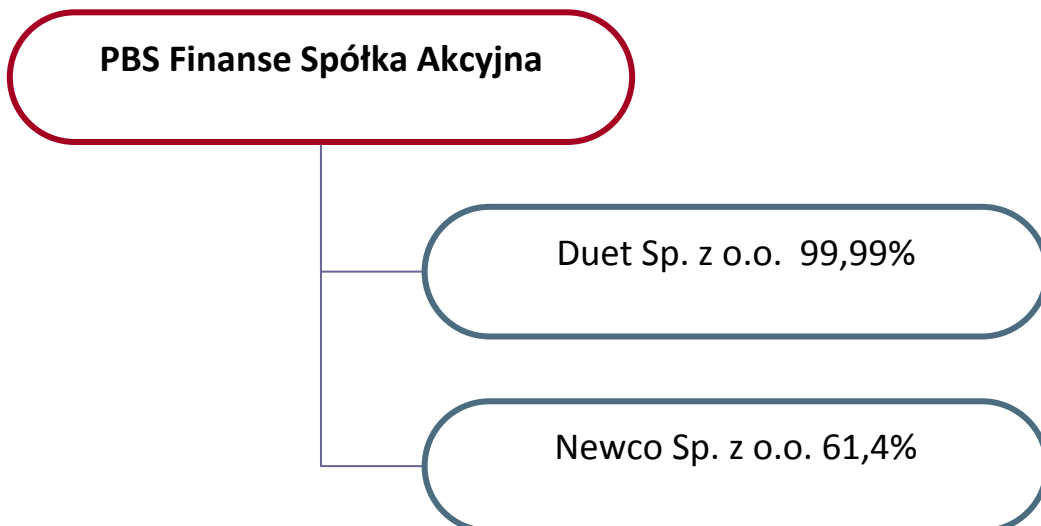 PBS Finanse Spółka Akcyjna
Duet Sp. z o.o. 99,99%
Newco Sp. z o.o. 61,4%